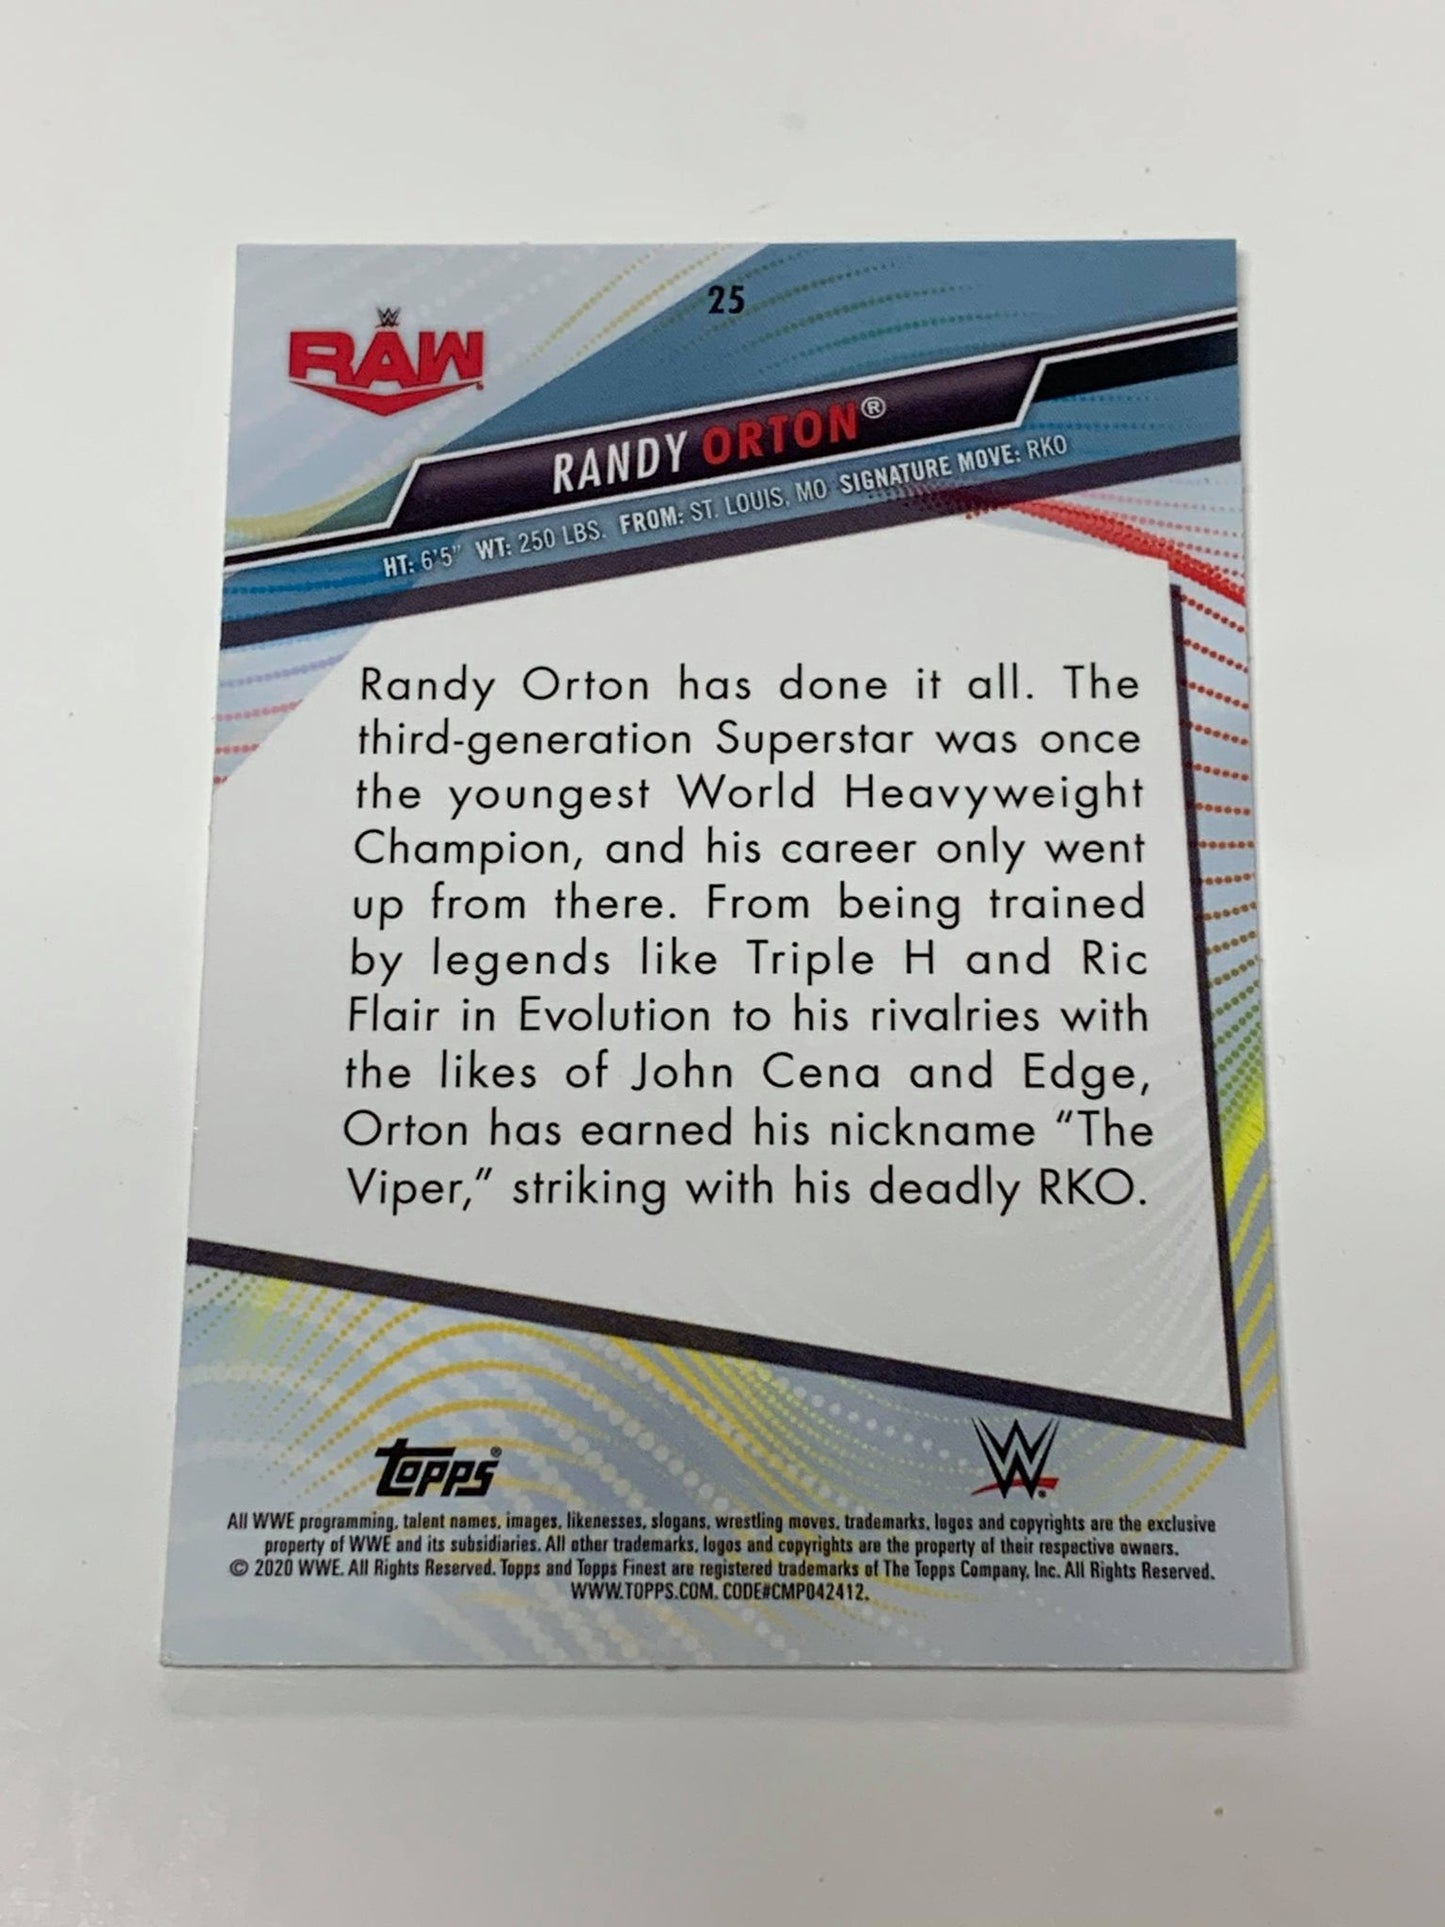 25
W
RAW
RANDY ORTON®
HT: 6'5" WT: 250 LBS. FROM: ST. LOUIS, MO SIGNATURE MOVE: RKO
Randy Orton has done it all. The
third-generation Superstar was once
the youngest World Heavyweight
Champion, and his career only went
up from there. From being trained
by legends like Triple H and Ric
Flair in Evolution to his rivalries with
the likes of John Cena and Edge,
Orton has earned his nickname “The
Viper,” striking with his deadly RKO.
topps®
W
All WWE programming, talent names, images, likenesses, slogans, wrestling moves, trademarks, logos and copyrights are the exclusive
property of WWE and its subsidiaries. All other trademarks, logos and copyrights are the property of their respective owners.
© 2020 WWE. All Rights Reserved. Topps and Topps Finest are registered trademarks of The Topps Company, Inc. All Rights Reserved.
WWW.TOPPS.COM. CODE#CMP042412.